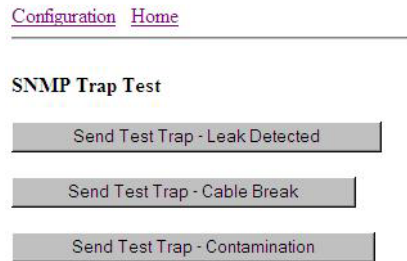 Configuration Home
SNMP Trap Test
Send Test Trap - Leak Detected
Send Test Trap - Cable Break
Send Test Trap - Contamination